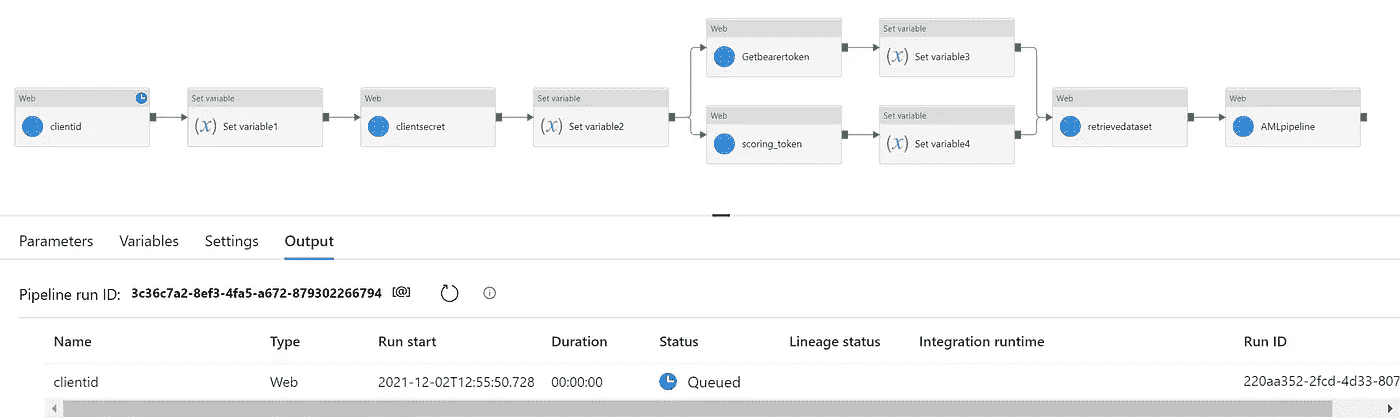 Web
clientid
Set variable
(x) Set variable1
Web
clientsecret
Set variable
(x) Set variable2
Web
Getbearertoken
Set variable
(x) Set variable3
Web
scoring_token
Set variable
(x) Set variable4
Web
retrievedataset
Web
AMLpipeline
Parameters Variables Settings Output
Pipeline run ID: 3c36c7a2-8ef3-4fa5-a672-879302266794 [@]
Name Type Run start Duration Status Lineage status Integration runtime Run ID
clientid Web 2021-12-02T12:55:50.728 00:00:00 Queued 220aa352-2fcd-4d33-807